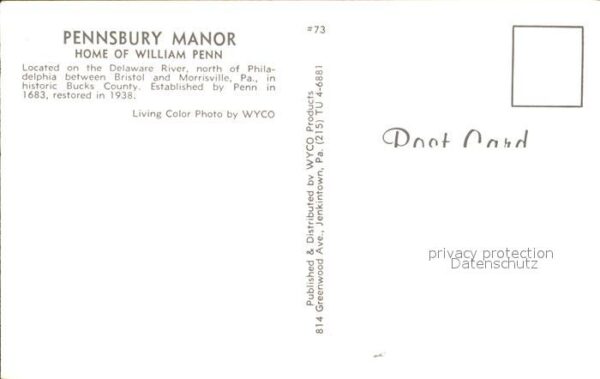 PENNSBURY MANOR
HOME OF WILLIAM PENN
Located on the Delaware River, north of Phila-
delphia between Bristol and Morrisville, Pa., in
historic Bucks County. Established by Penn in
1683, restored in 1938.
Living Color Photo by WYCO
#73
Published & Distributed by WYCO Products
814 Greenwood Ave., Jenkintown, Pa. (215) TU 4-6881
Post Card
privacy protection
Datenschutz